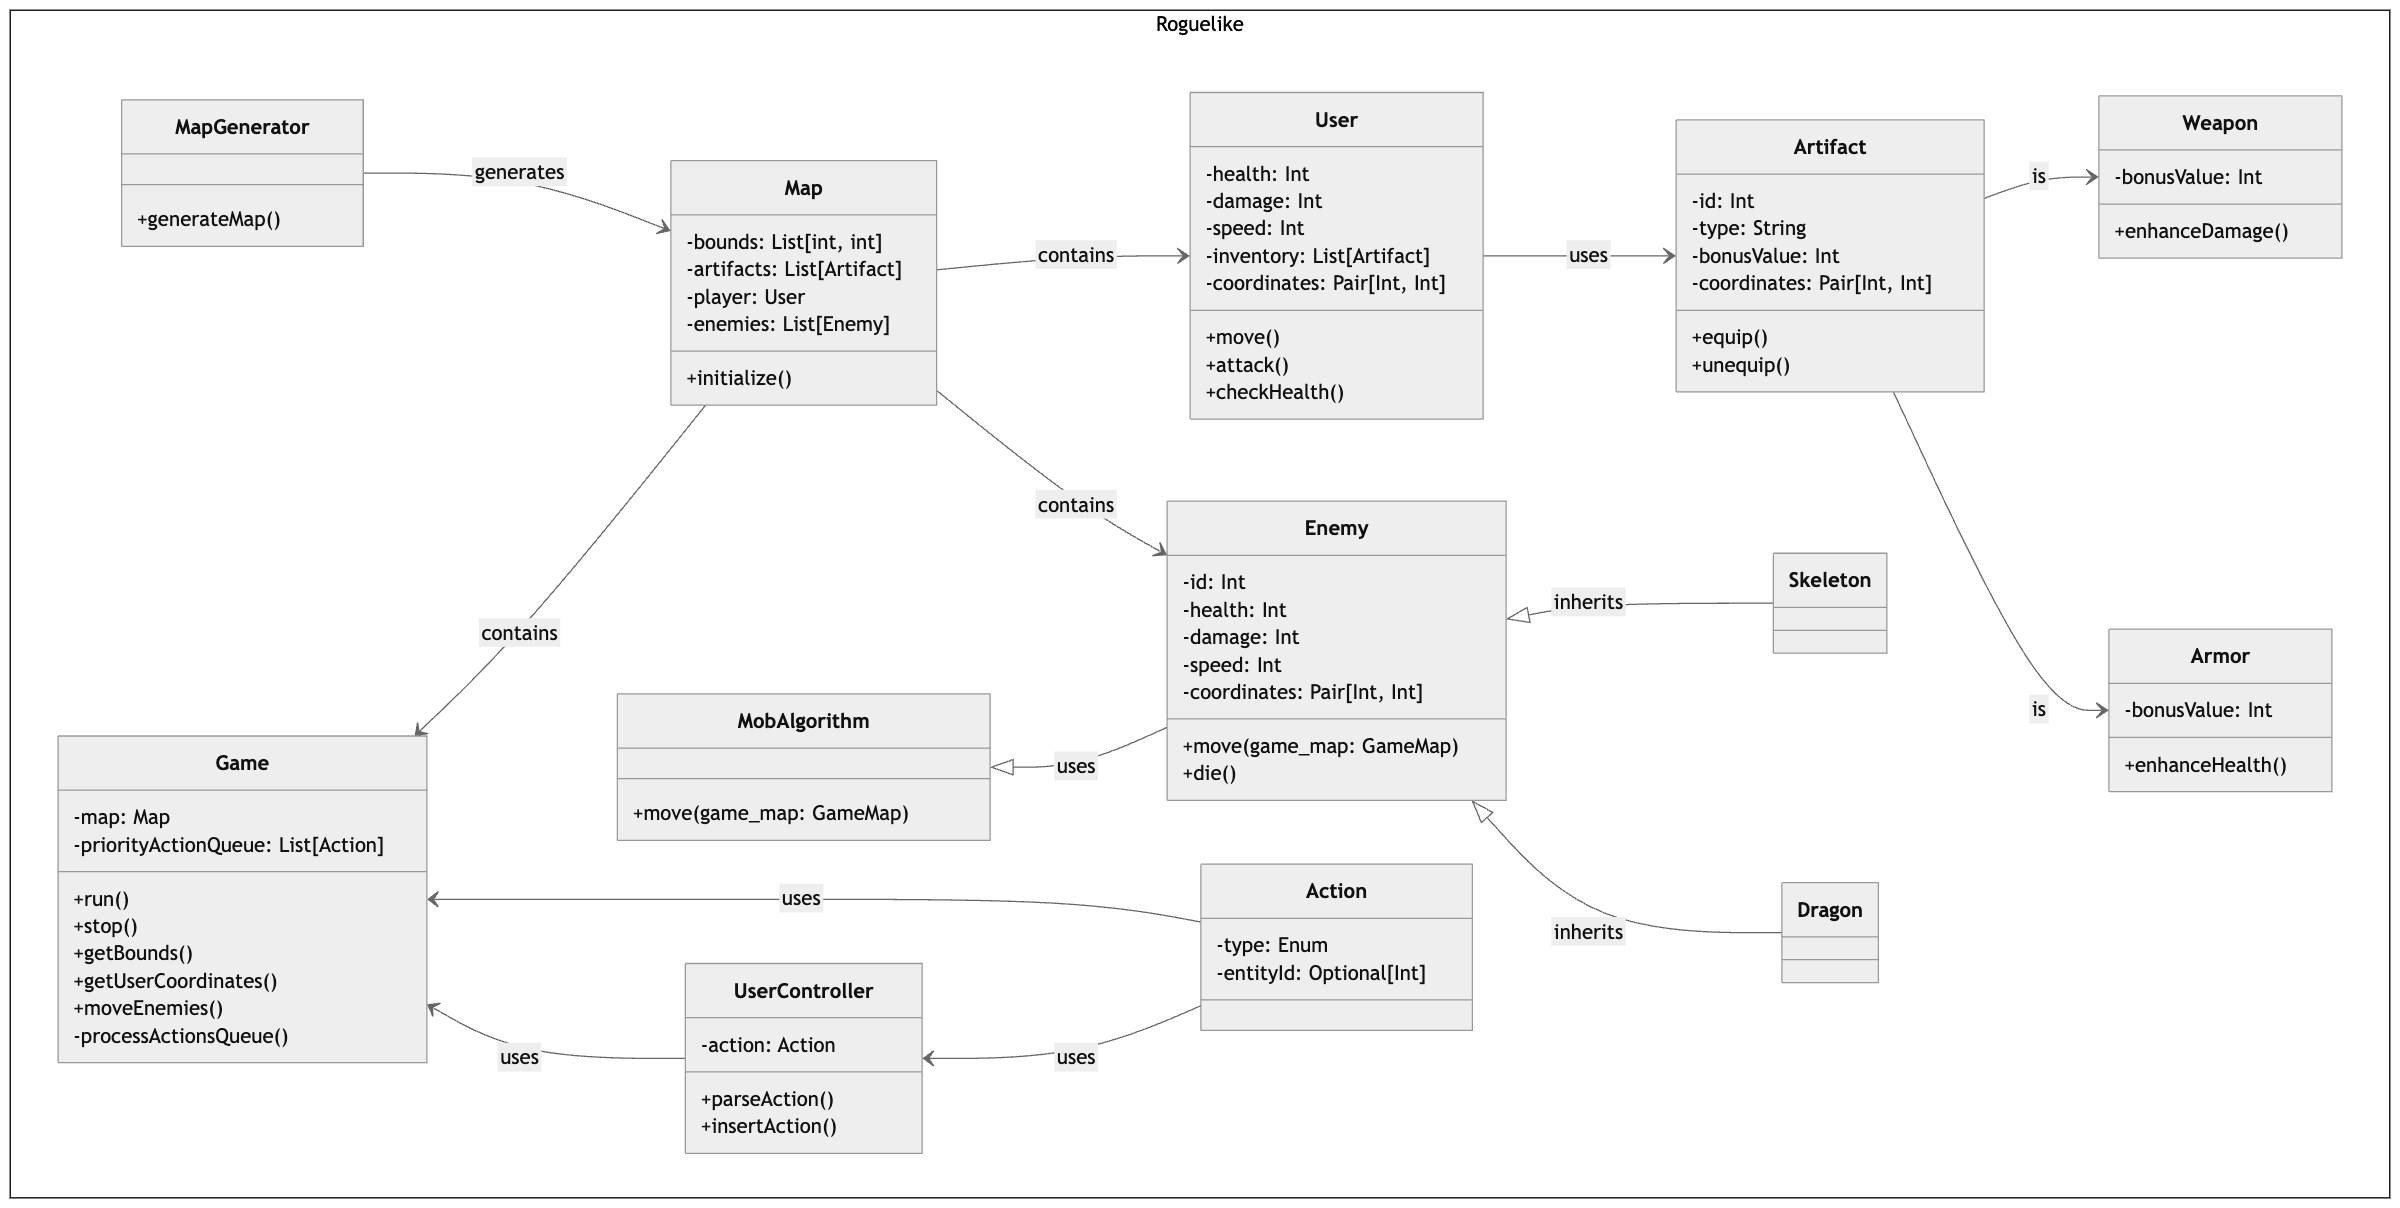 Roguelike
MapGenerator
+generateMap()
generates
Map
-bounds: List[int, int]
-artifacts: List[Artifact]
-player: User
-enemies: List[Enemy]
+initialize()
contains
User
-health: Int
-damage: Int
-speed: Int
-inventory: List[Artifact]
-coordinates: Pair[Int, Int]
+move()
+attack()
+checkHealth()
uses
Artifact
-id: Int
-type: String
-bonusValue: Int
-coordinates: Pair[Int, Int]
+equip()
+unequip()
is
Weapon
-bonusValue: Int
+enhanceDamage()
contains
Enemy
-id: Int
-health: Int
-damage: Int
-speed: Int
-coordinates: Pair[Int, Int]
+move(game_map: GameMap)
+die()
inherits
Skeleton
is
Armor
-bonusValue: Int
+enhanceHealth()
contains
Game
-map: Map
-priorityActionQueue: List[Action]
+run()
+stop()
+getBounds()
+getUserCoordinates()
+moveEnemies()
-processActionsQueue()
MobAlgorithm
+move(game_map: GameMap)
uses
uses
Action
-type: Enum
-entityId: Optional[Int]
inherits
Dragon
uses
UserController
-action: Action
+parseAction()
+insertAction()
uses